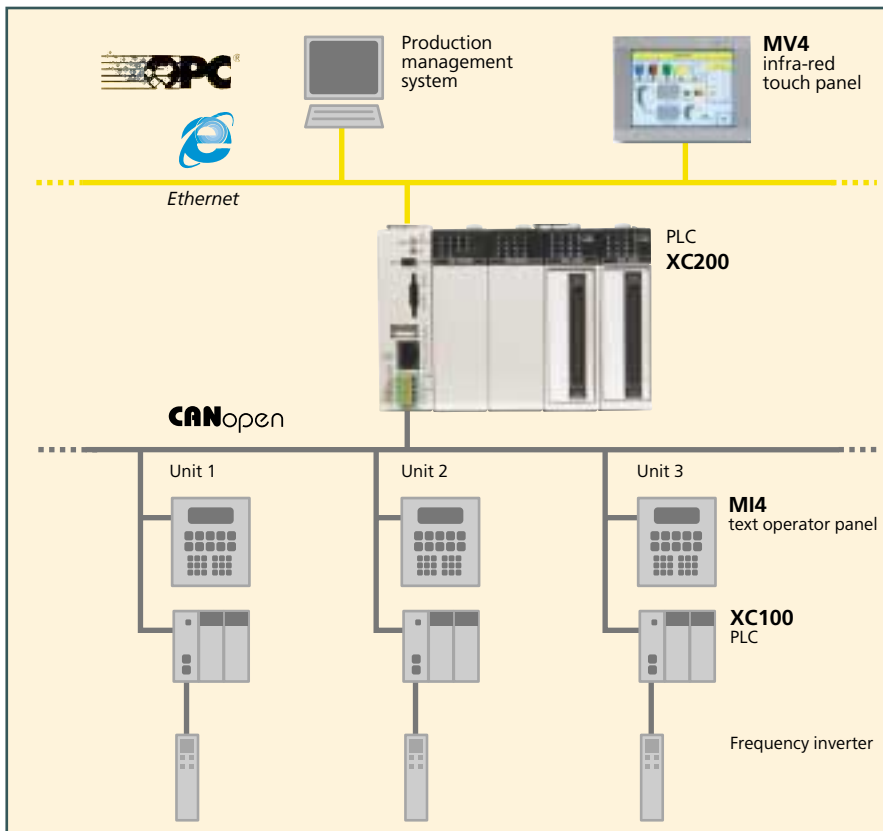 OPC®
Production
management
system
MV4
infra-red
touch panel
Ethernet
PLC
XC200
CANopen
Unit 1
Unit 2
Unit 3
MI4
text operator panel
XC100
PLC
Frequency inverter